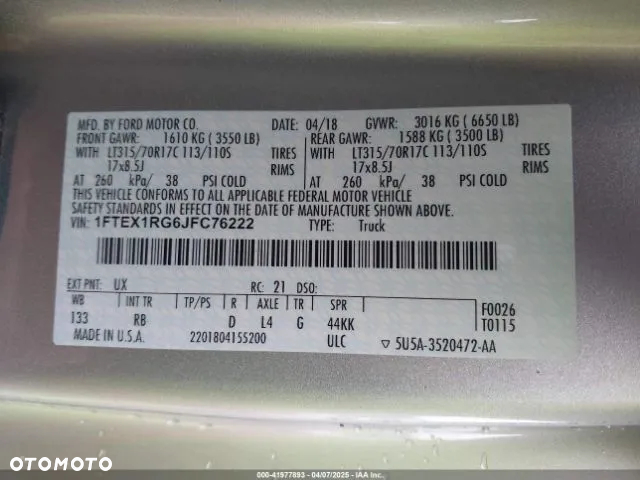 MFD. BY FORD MOTOR CO. DATE: 04/18 GVWR: 3016 KG ( 6650 LB)
FRONT GAWR: 1610 KG ( 3550 LB) REAR GAWR: 1588 KG ( 3500 LB)
WITH LT315/70R17C 113/110S TIRES WITH LT315/70R17C 113/110S TIRES
17x8.5J RIMS 17x8.5J RIMS
AT 260 kPa/ 38 PSI COLD AT 260 kPa/ 38 PSI COLD
THIS VEHICLE CONFORMS TO ALL APPLICABLE FEDERAL MOTOR VEHICLE
SAFETY STANDARDS IN EFFECT ON THE DATE OF MANUFACTURE SHOWN ABOVE.
VIN: 1FTEX1RG6JFC76222 TYPE: Truck
EXT PNT: UX RC: 21 DSO:
WB INT TR TP/PS R AXLE TR SPR F0026
133 RB D L4 G 44KK T0115
MADE IN U.S.A. 2201804155200 ULC ▽ 5U5A-3520472-AA
OTOMOTO
000-41977893 - 04/07/2025 - IAA Inc.